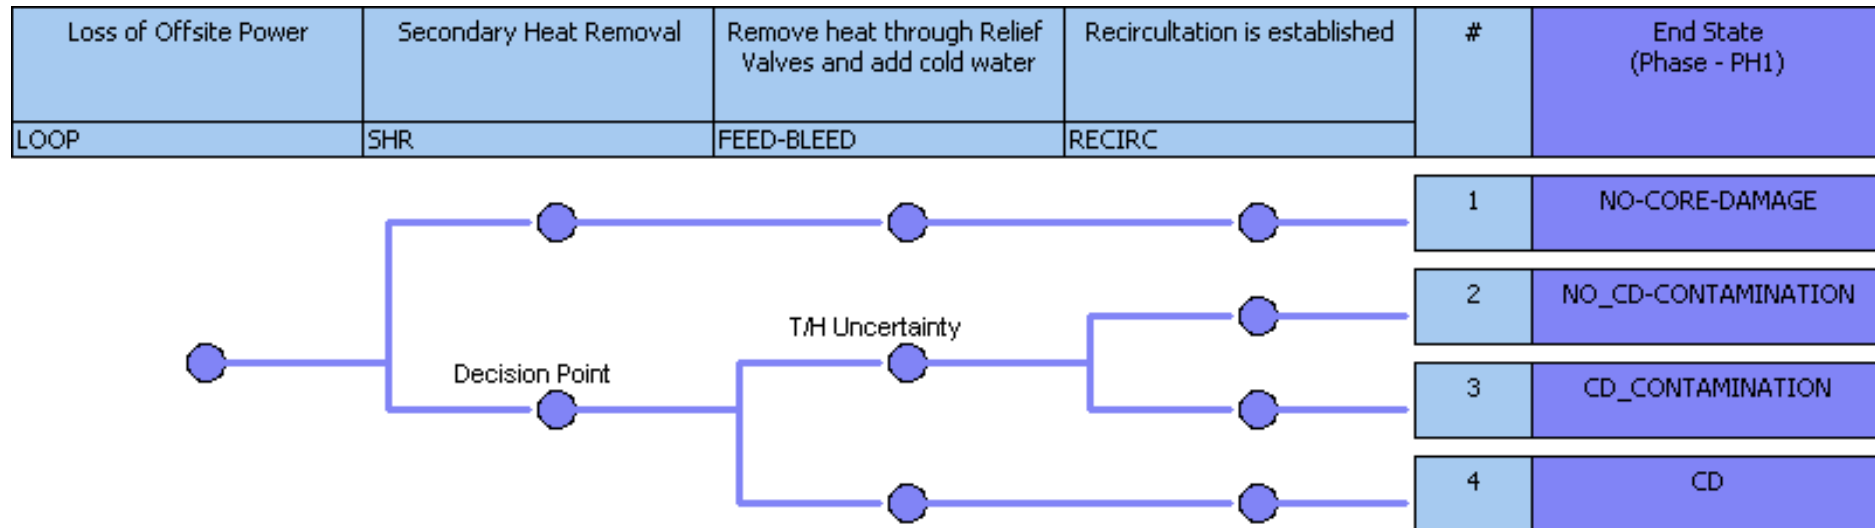 Loss of Offsite Power
Secondary Heat Removal
Remove heat through Relief
Valves and add cold water
Recircultation is established
#
End State
(Phase - PH1)
LOOP
SHR
FEED-BLEED
RECIRC
1
NO-CORE-DAMAGE
2
NO_CD-CONTAMINATION
T/H Uncertainty
Decision Point
3
CD_CONTAMINATION
4
CD